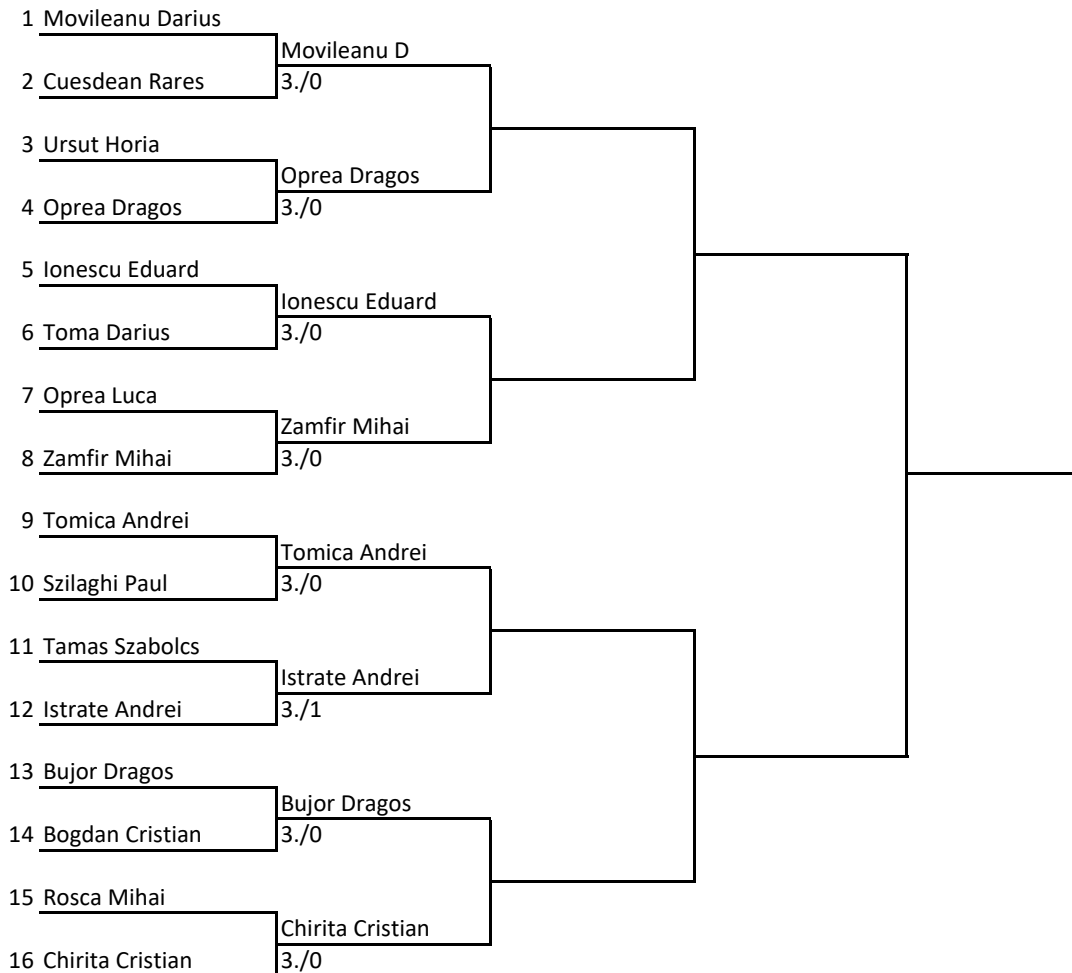 1 Movileanu Darius
Movileanu D
2 Cuesdean Rares
3./0
3 Ursut Horia
Oprea Dragos
4 Oprea Dragos
3./0
5 Ionescu Eduard
Ionescu Eduard
6 Toma Darius
3./0
7 Oprea Luca
Zamfir Mihai
8 Zamfir Mihai
3./0
9 Tomica Andrei
Tomica Andrei
10 Szilaghi Paul
3./0
11 Tamas Szabolcs
Istrate Andrei
12 Istrate Andrei
3./1
13 Bujor Dragos
Bujor Dragos
14 Bogdan Cristian
3./0
15 Rosca Mihai
Chirita Cristian
16 Chirita Cristian
3./0